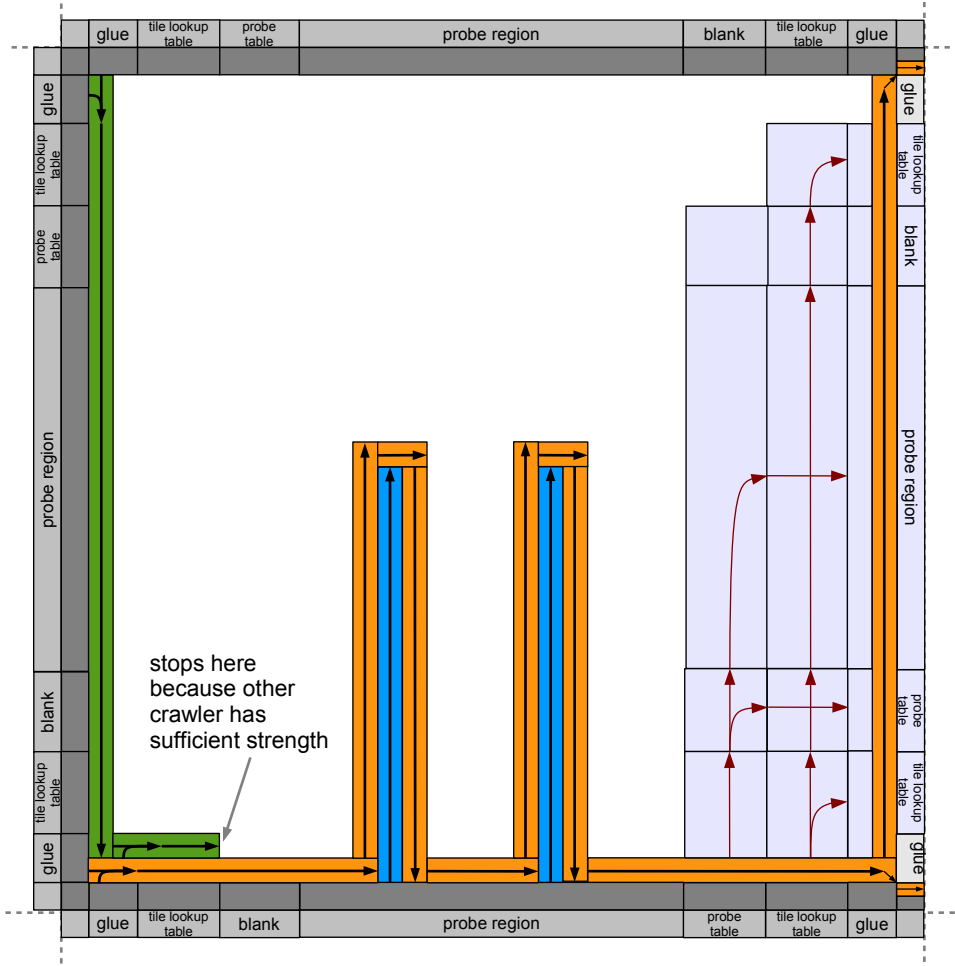 glue
tile lookup
table
probe
table
probe region
blank
tile lookup
table
glue
glue
tile lookup
table
probe
table
probe region
blank
tile lookup
table
glue
glue
tile lookup
table
blank
probe region
probe
table
tile lookup
table
glue
stops here
because other
crawler has
sufficient strength
glue
tile lookup
table
blank
probe region
probe
table
tile lookup
table
glue